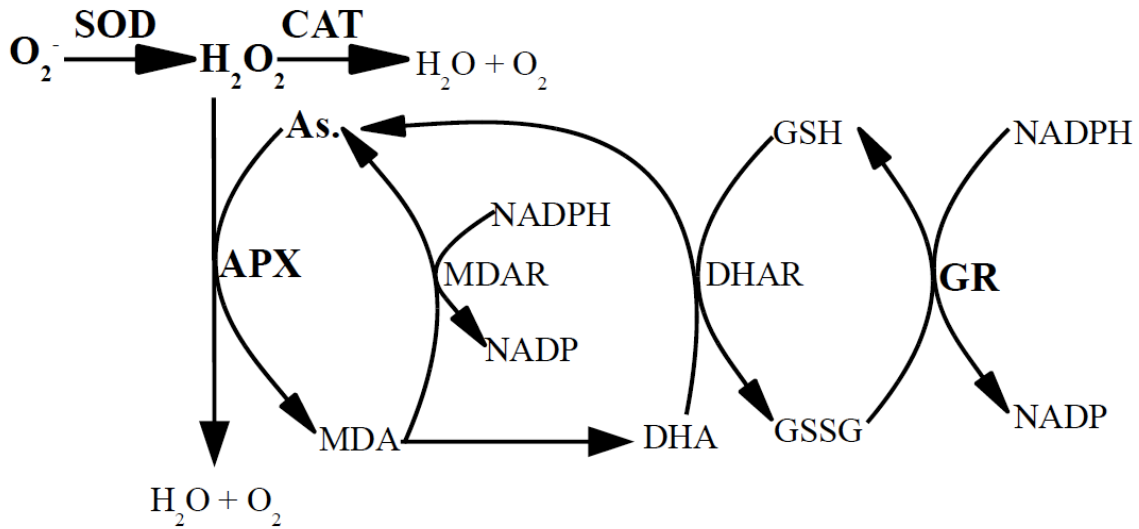 SOD CAT
O₂⁻ H₂O₂ H₂O + O₂
As. GSH NADPH
NADPH
APX MDAR DHAR GR
NADP
MDA DHA GSSG NADP
H₂O + O₂